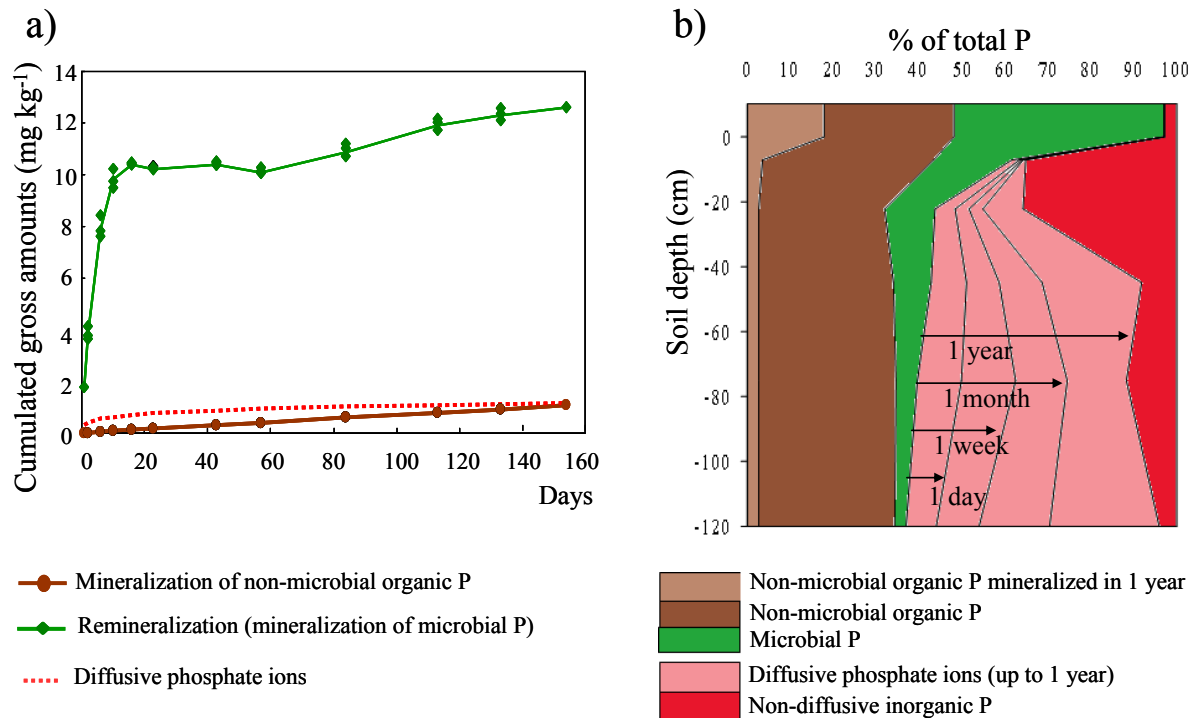 a)
Cumulated gross amounts (mg kg-1)
14
12
10
8
6
4
2
0
0 20 40 60 80 100 120 140 160
Days
Mineralization of non-microbial organic P
Remineralization (mineralization of microbial P)
Diffusive phosphate ions
b)
% of total P
0 10 20 30 40 50 60 70 80 90 100
Soil depth (cm)
0
-20
-40
-60
-80
-100
-120
1 year
1 month
1 week
1 day
Non-microbial organic P mineralized in 1 year
Non-microbial organic P
Microbial P
Diffusive phosphate ions (up to 1 year)
Non-diffusive inorganic P